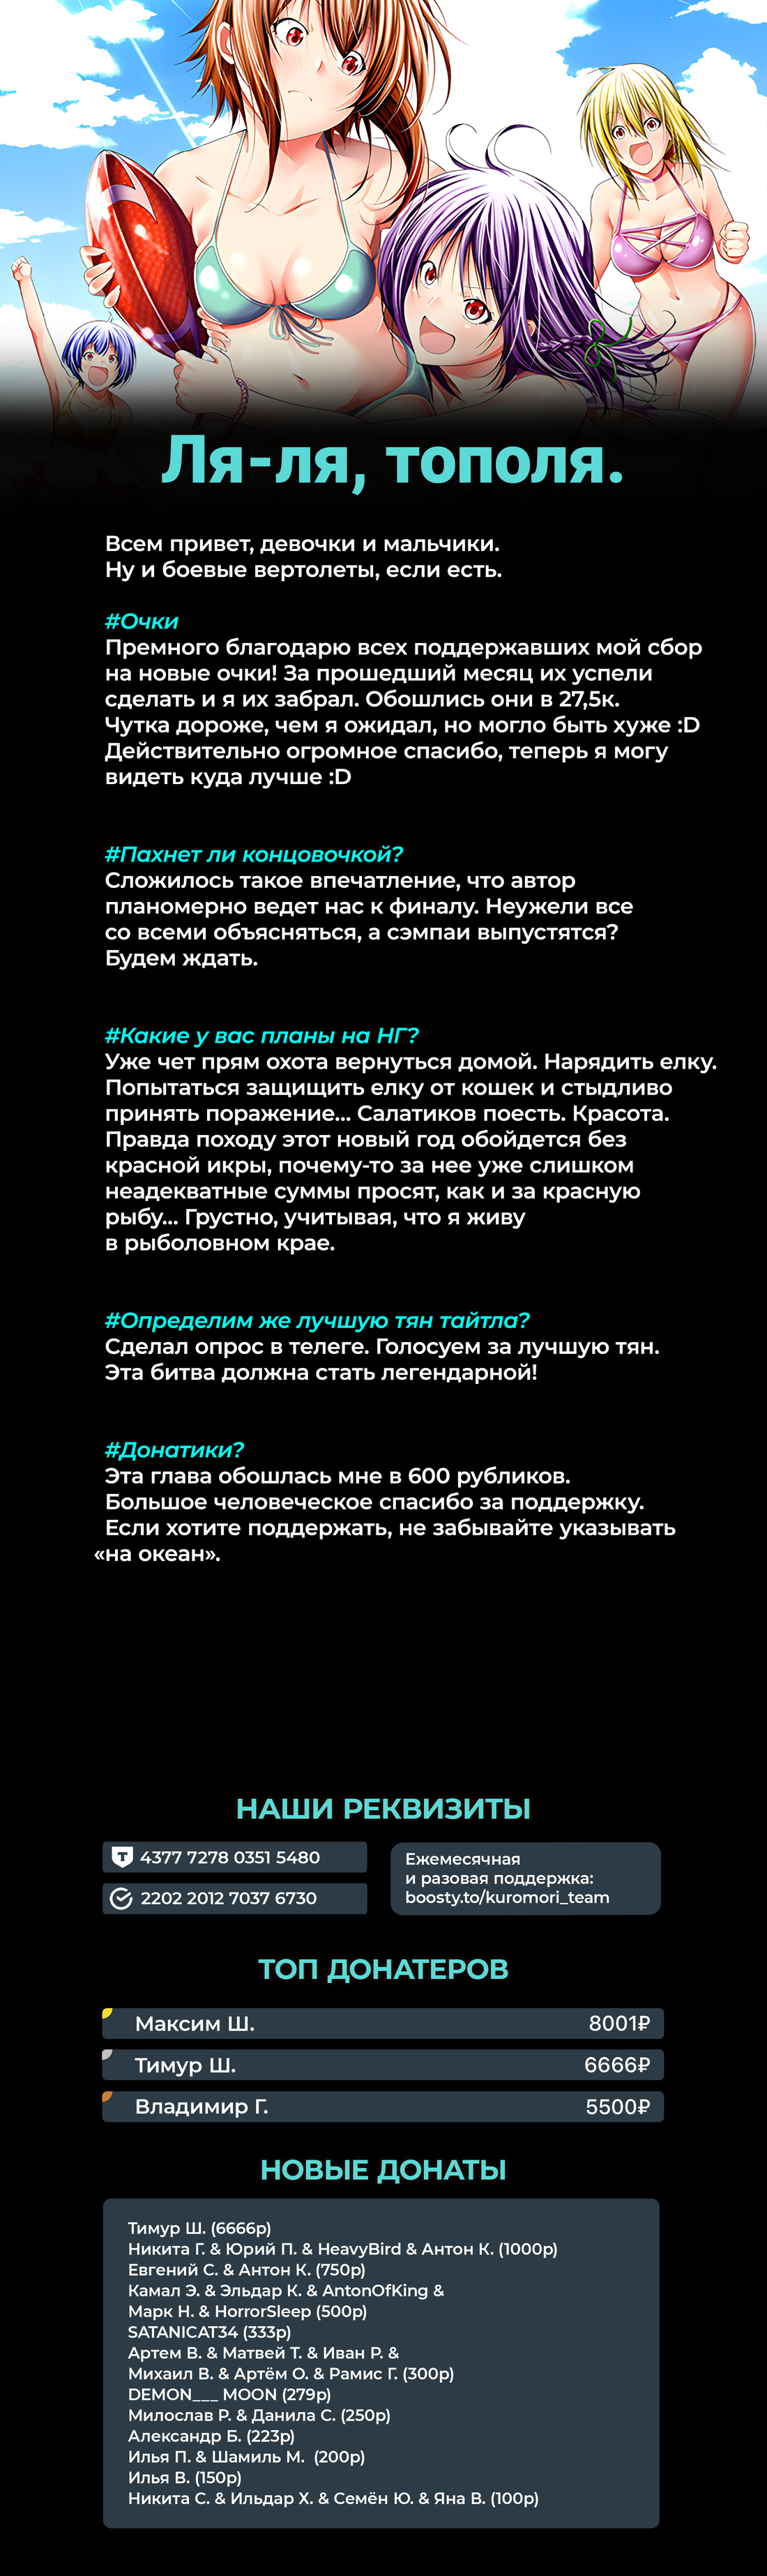 Ля-ля, тополя.
Всем привет, девочки и мальчики.
Ну и боевые вертолеты, если есть.
#Очки
Премного благодарю всех поддержавших мой сбор
на новые очки! За прошедший месяц их успели
сделать и я их забрал. Обошлись они в 27,5к.
Чутка дороже, чем я ожидал, но могло быть хуже :D
Действительно огромное спасибо, теперь я могу
видеть куда лучше :D
#Пахнет ли концовочкой?
Сложилось такое впечатление, что автор
планомерно ведет нас к финалу. Неужели все
со всеми объясняться, а сэмпаи выпустятся?
Будем ждать.
#Какие у вас планы на НГ?
Уже чет прям охота вернуться домой. Нарядить елку.
Попытаться защищить елку от кошек и стыдливо
принять поражение... Салатиков поесть. Красота.
Правда походу этот новый год обойдется без
красной икры, почему-то за нее уже слишком
неадекватные суммы просят, как и за красную
рыбу... Грустно, учитывая, что я живу
в рыболовном крае.
#Определим же лучшую тян тайтла?
Сделал опрос в телеге. Голосуем за лучшую тян.
Эта битва должна стать легендарной!
#Донатики?
Эта глава обошлась мне в 600 рубликов.
Большое человеческое спасибо за поддержку.
Если хотите поддержать, не забывайте указывать
«на океан».
НАШИ РЕКВИЗИТЫ
Т 4377 7278 0351 5480
2202 2012 7037 6730
Ежемесячная
и разовая поддержка:
boosty.to/kuromori_team
ТОП ДОНАТЕРОВ
Максим Ш. 8001₽
Тимур Ш. 6666₽
Владимир Г. 5500₽
НОВЫЕ ДОНАТЫ
Тимур Ш. (6666р)
Никита Г. & Юрий П. & HeavyBird & Антон К. (1000р)
Евгений С. & Антон К. (750р)
Камал Э. & Эльдар К. & AntonOfKing &
Марк Н. & HorrorSleep (500р)
SATANICAT34 (333р)
Артем В. & Матвей Т. & Иван Р. &
Михаил В. & Артём О. & Рамис Г. (300р)
DEMON___ MOON (279р)
Милослав Р. & Данила С. (250р)
Александр Б. (223р)
Илья П. & Шамиль М. (200р)
Илья В. (150р)
Никита С. & Ильдар Х. & Семён Ю. & Яна В. (100р)